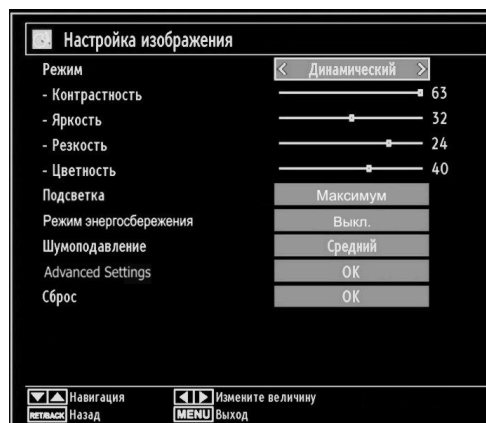 Настройка изображения
Режим Динамический
- Контрастность 63
- Яркость 32
- Резкость 24
- Цветность 40
Подсветка Максимум
Режим энергосбережения Выкл.
Шумоподавление Средний
Advanced Settings OK
Сброс OK
Навигация Измените величину
RET/BACK Назад MENU Выход